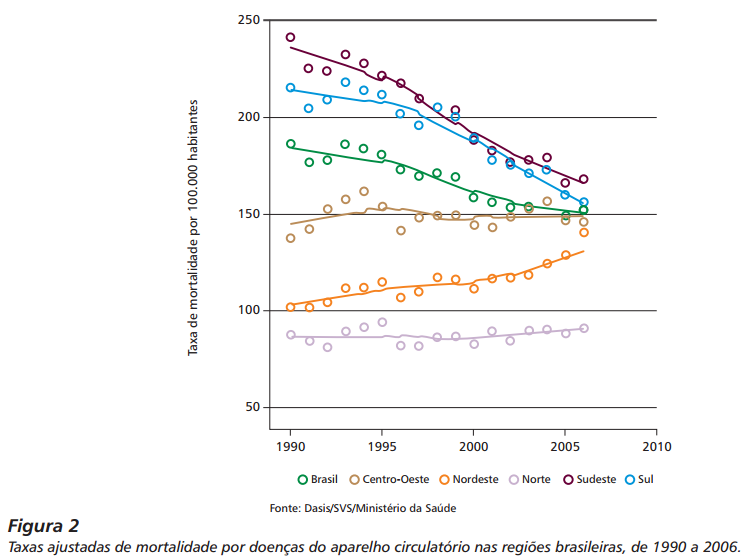 250
200
150
100
50
Taxa de mortalidade por 100.000 habitantes
1990 1995 2000 2005 2010
Brasil Centro-Oeste Nordeste Norte Sudeste Sul
Fonte: Dasis/SVS/Ministério da Saúde
Figura 2
Taxas ajustadas de mortalidade por doenças do aparelho circulatório nas regiões brasileiras, de 1990 a 2006.